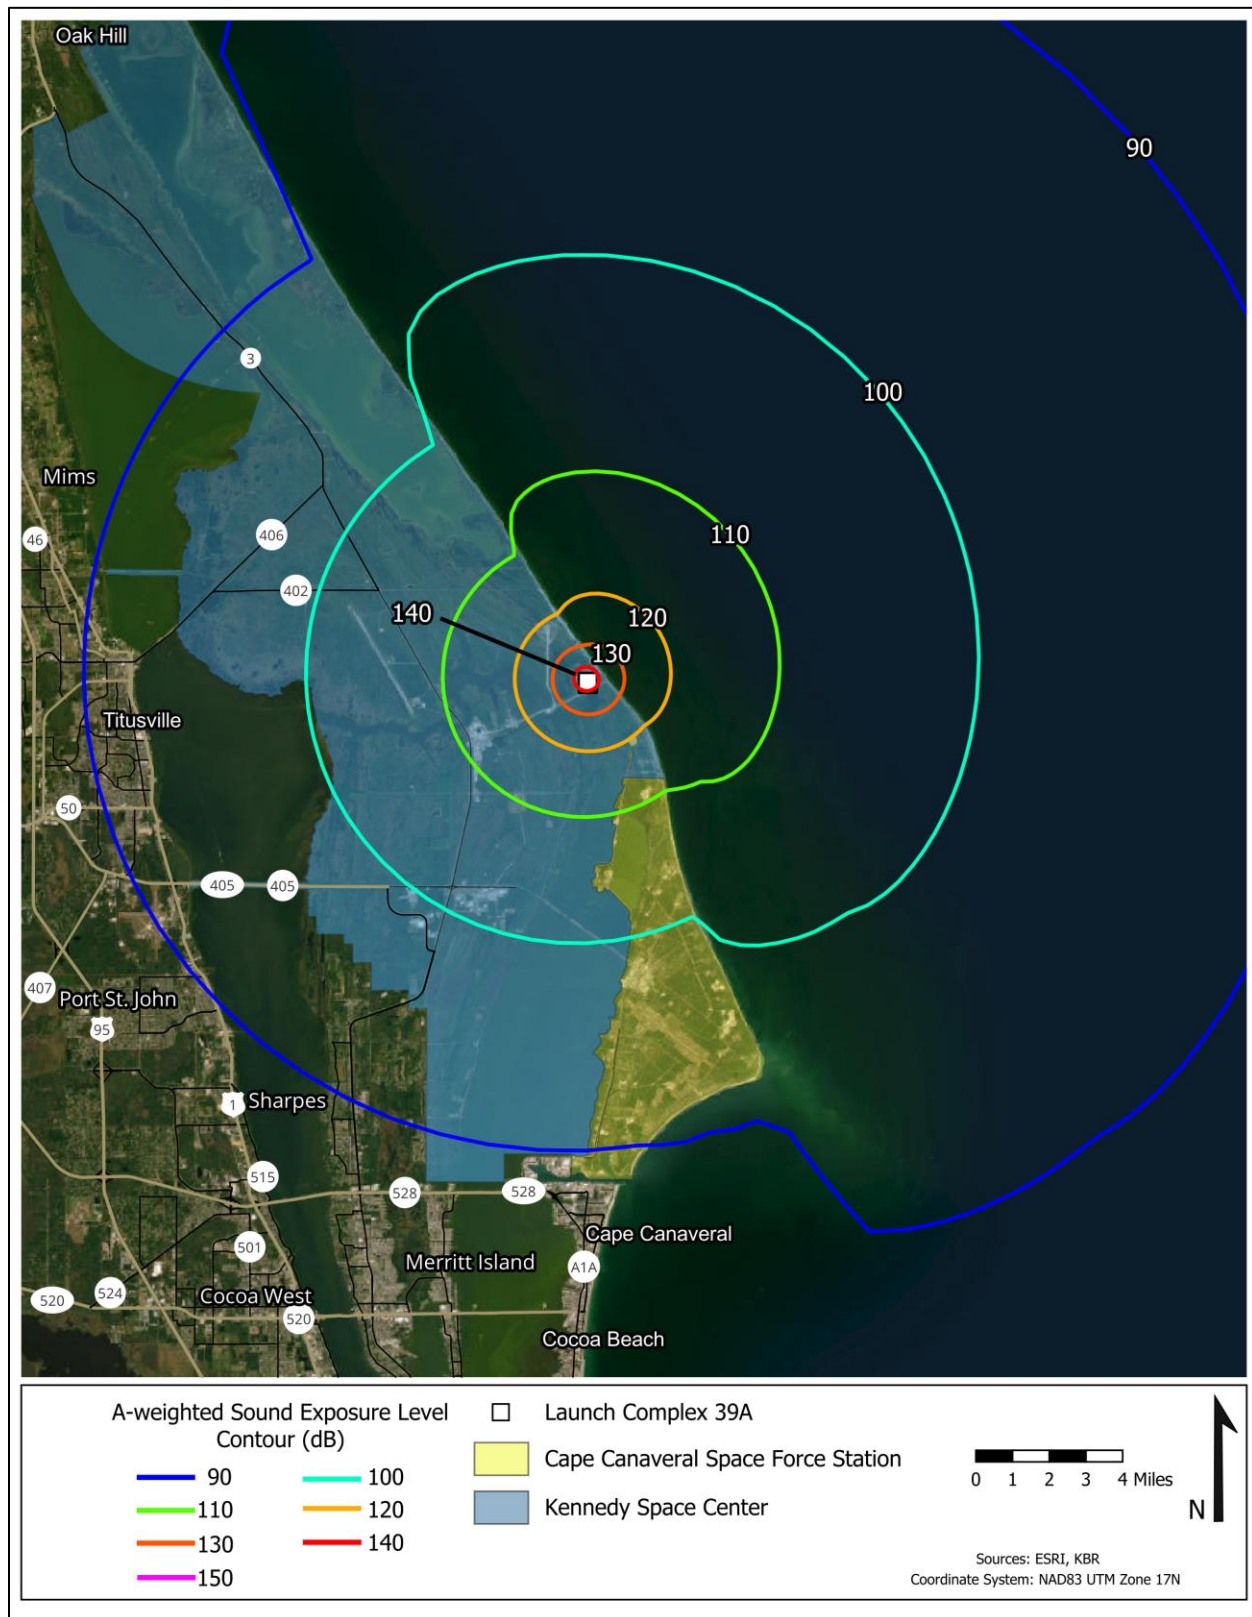 Oak Hill
90
3
100
Mims
46
406
110
402
140
120
130
Titusville
50
405
405
407
Port St. John
95
1
Sharpes
515
528
528
Cape Canaveral
501
Merritt Island
A1A
524
Cocoa West
520
520
Cocoa Beach
A-weighted Sound Exposure Level
Contour (dB)
90
100
110
120
130
140
150
Launch Complex 39A
Cape Canaveral Space Force Station
Kennedy Space Center
0 1 2 3 4 Miles
N
Sources: ESRI, KBR
Coordinate System: NAD83 UTM Zone 17N